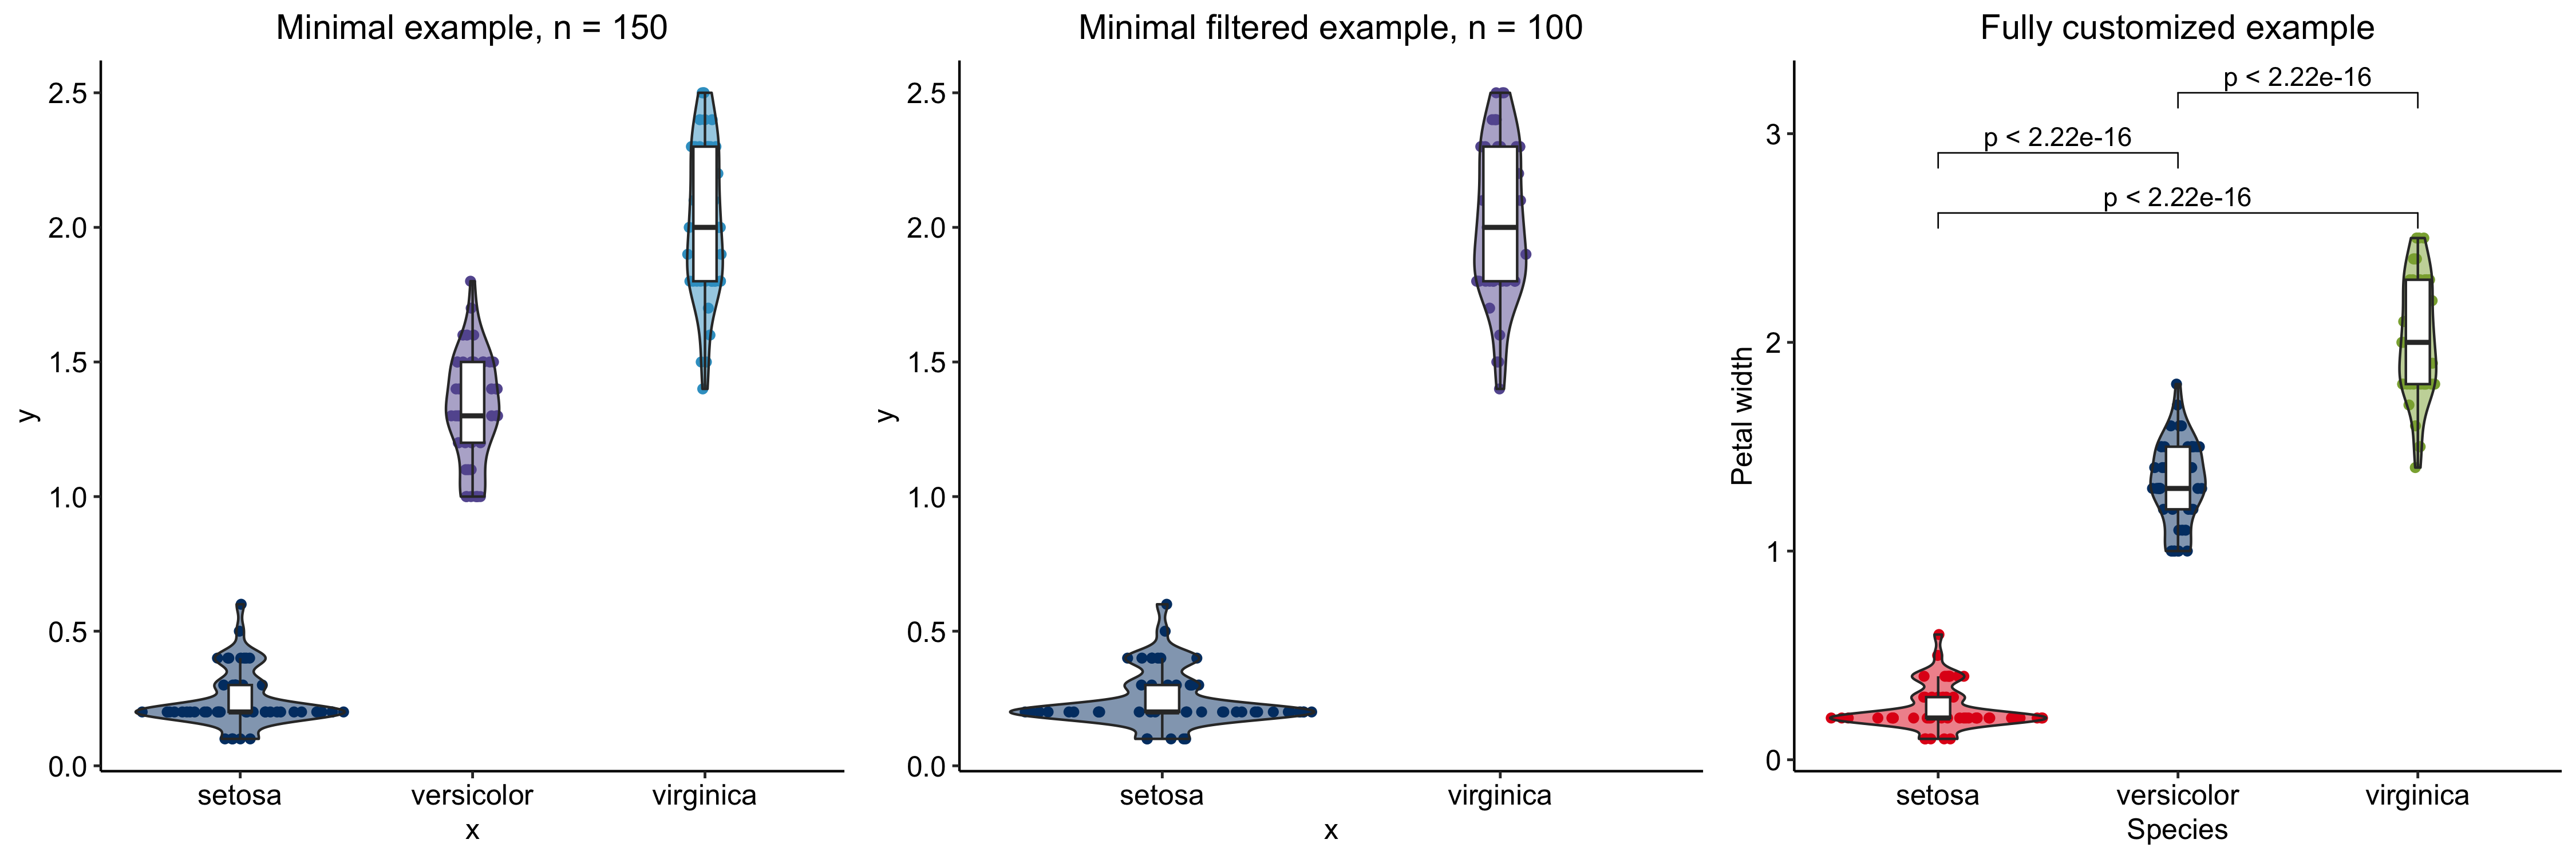 Minimal example, n = 150
2.5
2.0
1.5
1.0
0.5
0.0
y
setosa versicolor virginica
x
Minimal filtered example, n = 100
2.5
2.0
1.5
1.0
0.5
0.0
y
setosa virginica
x
Fully customized example
p < 2.22e-16
p < 2.22e-16
p < 2.22e-16
3
2
1
0
Petal width
setosa versicolor virginica
Species